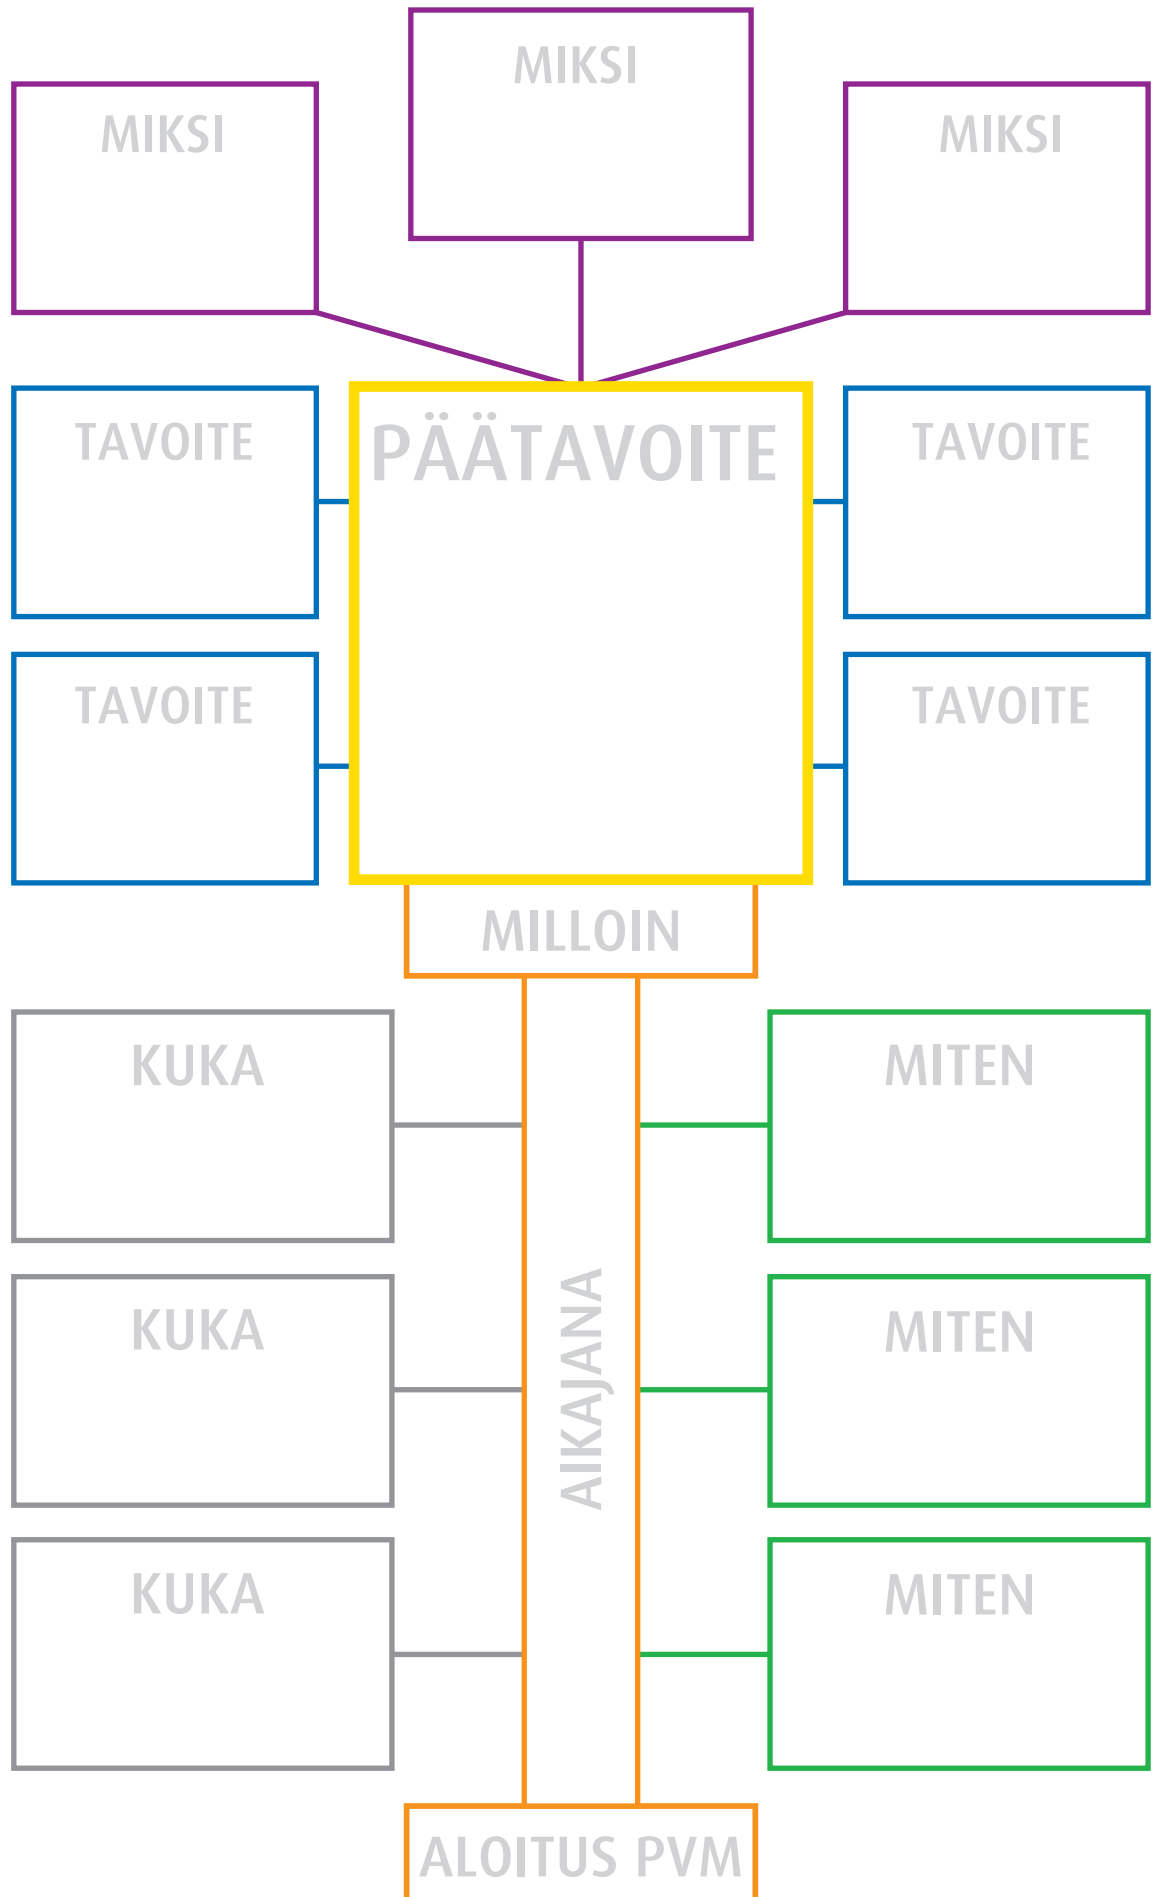 MIKSI
MIKSI
MIKSI
TAVOITE
PÄÄTAVOITE
TAVOITE
TAVOITE
TAVOITE
MILLOIN
KUKA
MITEN
AIKAJANA
KUKA
MITEN
KUKA
MITEN
ALOITUS PVM